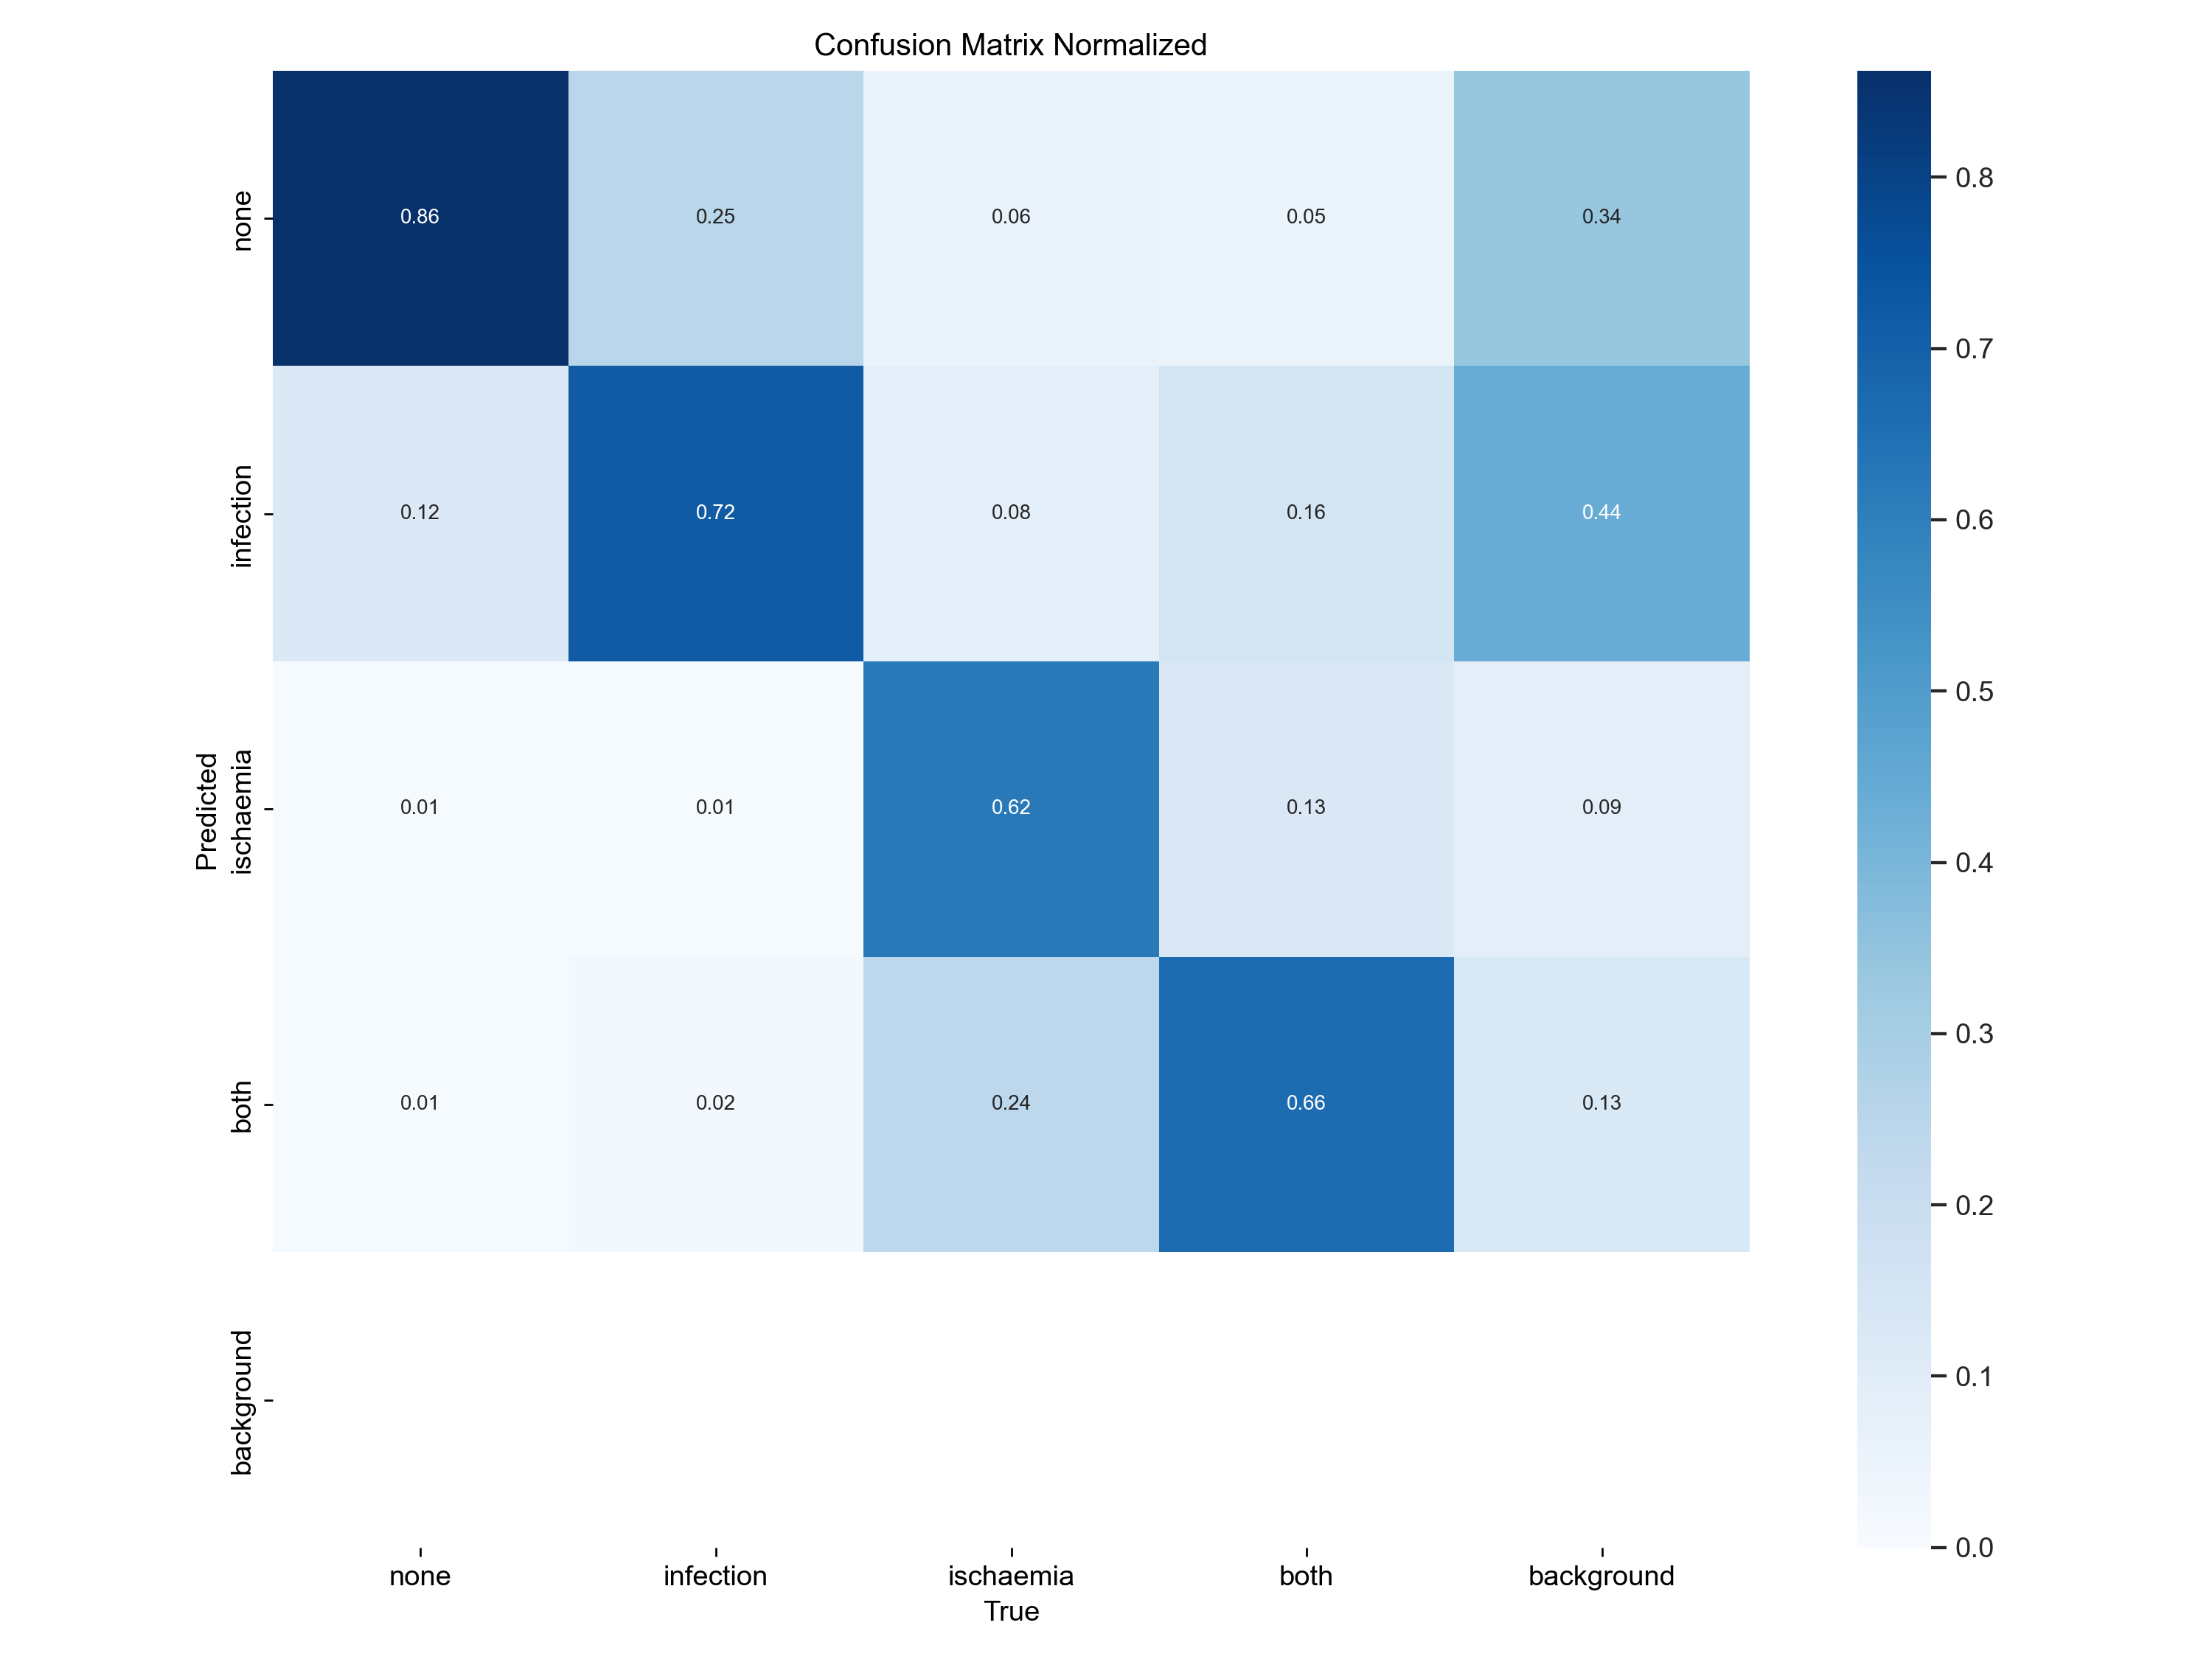 Confusion Matrix Normalized
none
0.86 0.25 0.06 0.05 0.34
infection
0.12 0.72 0.08 0.16 0.44
Predicted
ischaemia
0.01 0.01 0.62 0.13 0.09
both
0.01 0.02 0.24 0.66 0.13
background
none infection ischaemia both background
True
0.8
0.7
0.6
0.5
0.4
0.3
0.2
0.1
0.0